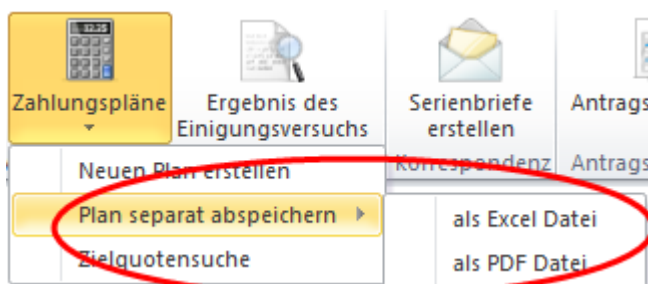 Zahlungspläne
Ergebnis des
Einigungsversuchs
Serienbriefe
erstellen
Antrags
Korrespondenz
Antrags
Neuen Plan erstellen
Plan separat abspeichern
als Excel Datei
Zielquotensuche
als PDF Datei